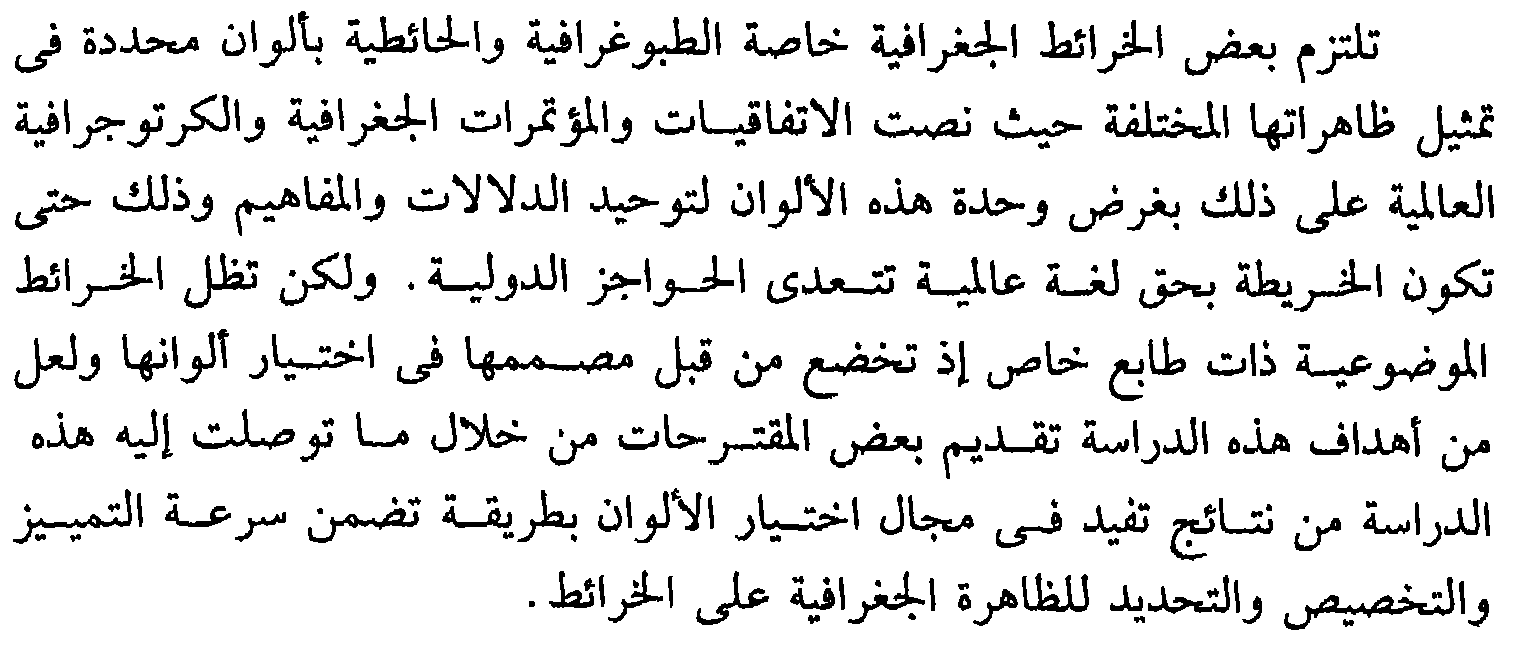 تلتزم بعض الخرائط الجغرافية خاصة الطبوغرافية والحائطية بألوان محددة فى
تمثيل ظاهراتها المختلفة حيث نصت الاتفاقيات والمؤتمرات الجغرافية والكرتوجرافية
العالمية على ذلك بغرض وحدة هذه الألوان لتوحيد الدلالات والمفاهيم وذلك حتى
تكون الخريطة بحق لغة عالمية تتعدى الحواجز الدولية. ولكن تظل الخرائط
الموضوعية ذات طابع خاص إذ تخضع من قبل مصممها فى اختيار ألوانها ولعل
من أهداف هذه الدراسة تقديم بعض المقترحات من خلال ما توصلت إليه هذه
الدراسة من نتائج تفيد فى مجال اختيار الألوان بطريقة تضمن سرعة التمييز
والتخصيص والتحديد للظاهرة الجغرافية على الخرائط.